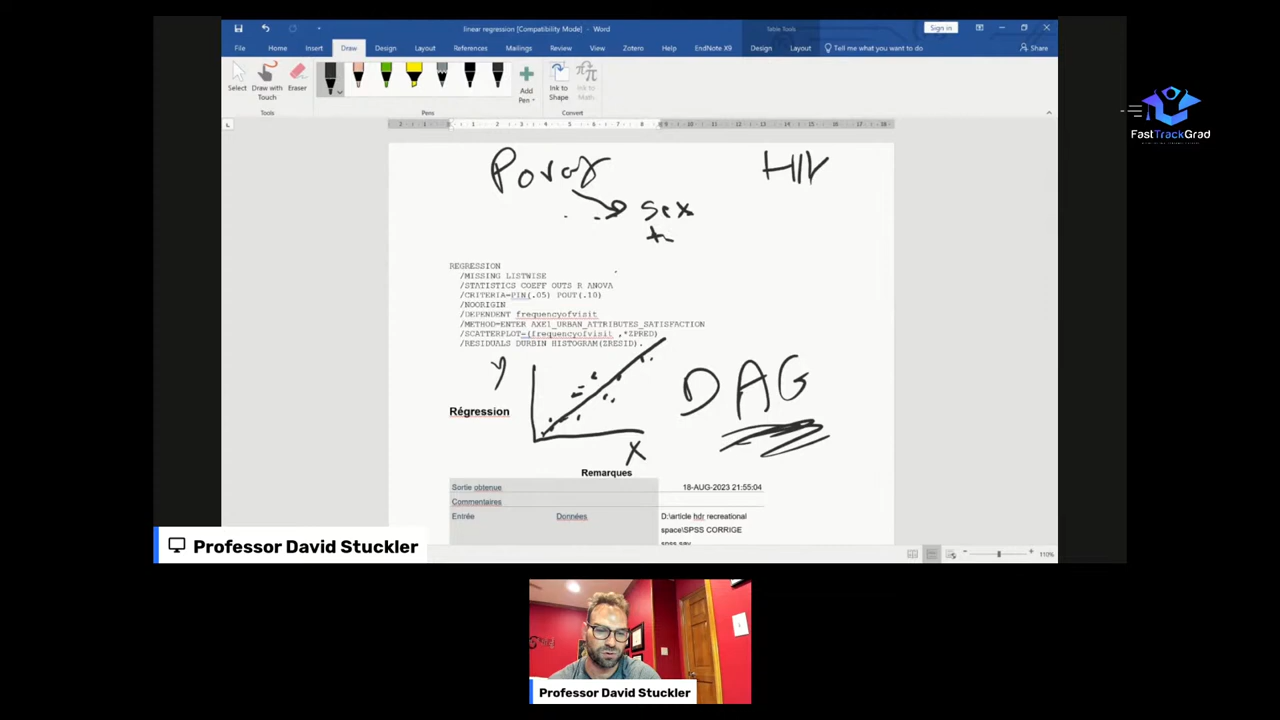 linear regression [Compatibility Mode] - Word
Table Tools
Sign in
File Home Insert Draw Design Layout References Mailings Review View Zotero Help EndNote X9 Design Layout Tell me what you want to do Share
Select
Draw with Touch
Eraser
Add Pen
Ink to Shape
Ink to Math
Tools
Pens
Convert
FastTrackGrad
HIV
sex
REGRESSION
/MISSING LISTWISE
/STATISTICS COEFF OUTS R ANOVA
/CRITERIA=PIN(.05) POUT(.10)
/NOORIGIN
/DEPENDENT frequencyofvisit
/METHOD=ENTER AXE1_URBAN_ATTRIBUTES_SATISFACTION
/SCATTERPLOT=(frequencyofvisit ,*ZPRED)
/RESIDUALS DURBIN HISTOGRAM(ZRESID).
y
DAG
Régression
X
Remarques
Sortie obtenue 18-AUG-2023 21:55:04
Commentaires
Entrée Données D:\article hdr recreational
space\SPSS CORRIGE
spss.sav
110%
Professor David Stuckler
Professor David Stuckler